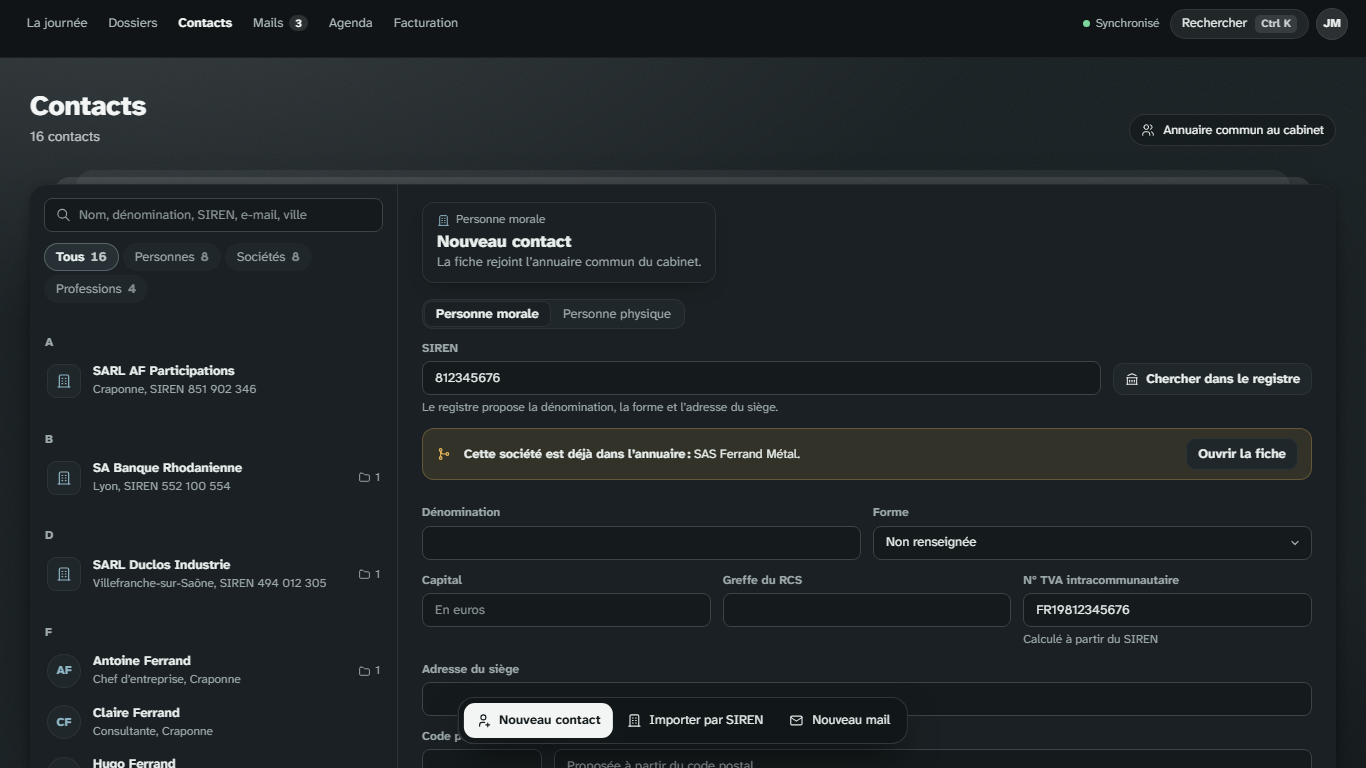 La journée Dossiers Contacts Mails 3 Agenda Facturation Synchronisé Rechercher Ctrl K JM
Contacts
16 contacts
Annuaire commun au cabinet
Nom, dénomination, SIREN, e-mail, ville
Tous 16 Personnes 8 Sociétés 8
Professions 4
A
SARL AF Participations
Craponne, SIREN 851 902 346
B
SA Banque Rhodanienne
Lyon, SIREN 552 100 554
1
D
SARL Duclos Industrie
Villefranche-sur-Saône, SIREN 494 012 305
1
F
AF
Antoine Ferrand
Chef d’entreprise, Craponne
1
CF
Claire Ferrand
Consultante, Craponne
Hugo Ferrand
Personne morale
Nouveau contact
La fiche rejoint l’annuaire commun du cabinet.
Personne morale Personne physique
SIREN
812345676
Chercher dans le registre
Le registre propose la dénomination, la forme et l’adresse du siège.
Cette société est déjà dans l’annuaire : SAS Ferrand Métal.
Ouvrir la fiche
Dénomination Forme
Non renseignée
Capital Greffe du RCS N° TVA intracommunautaire
En euros FR19812345676
Calculé à partir du SIREN
Adresse du siège
Nouveau contact Importer par SIREN Nouveau mail
Code
Proposée à partir du code postal